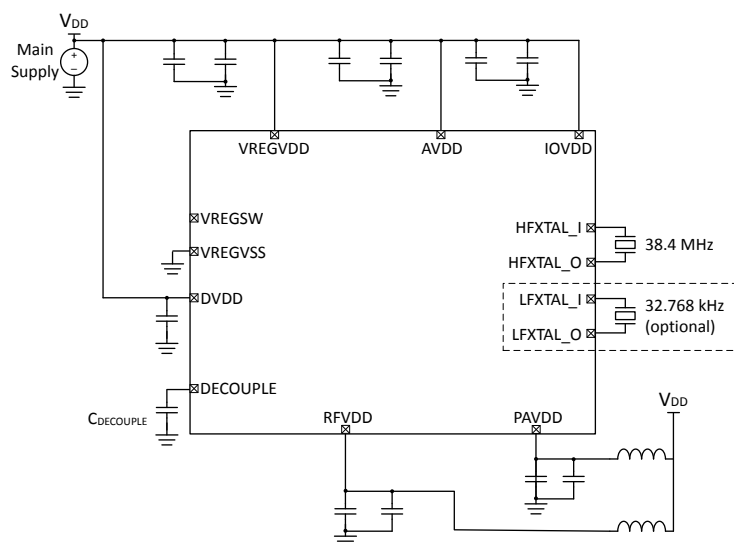 VDD
Main
Supply
+
–
VREGVDD
AVDD
IOVDD
VREGSW
HFXTAL_I
38.4 MHz
VREGVSS
HFXTAL_O
DVDD
LFXTAL_I
32.768 kHz
(optional)
LFXTAL_O
DECOUPLE
CDECOUPLE
RFVDD
PAVDD
VDD